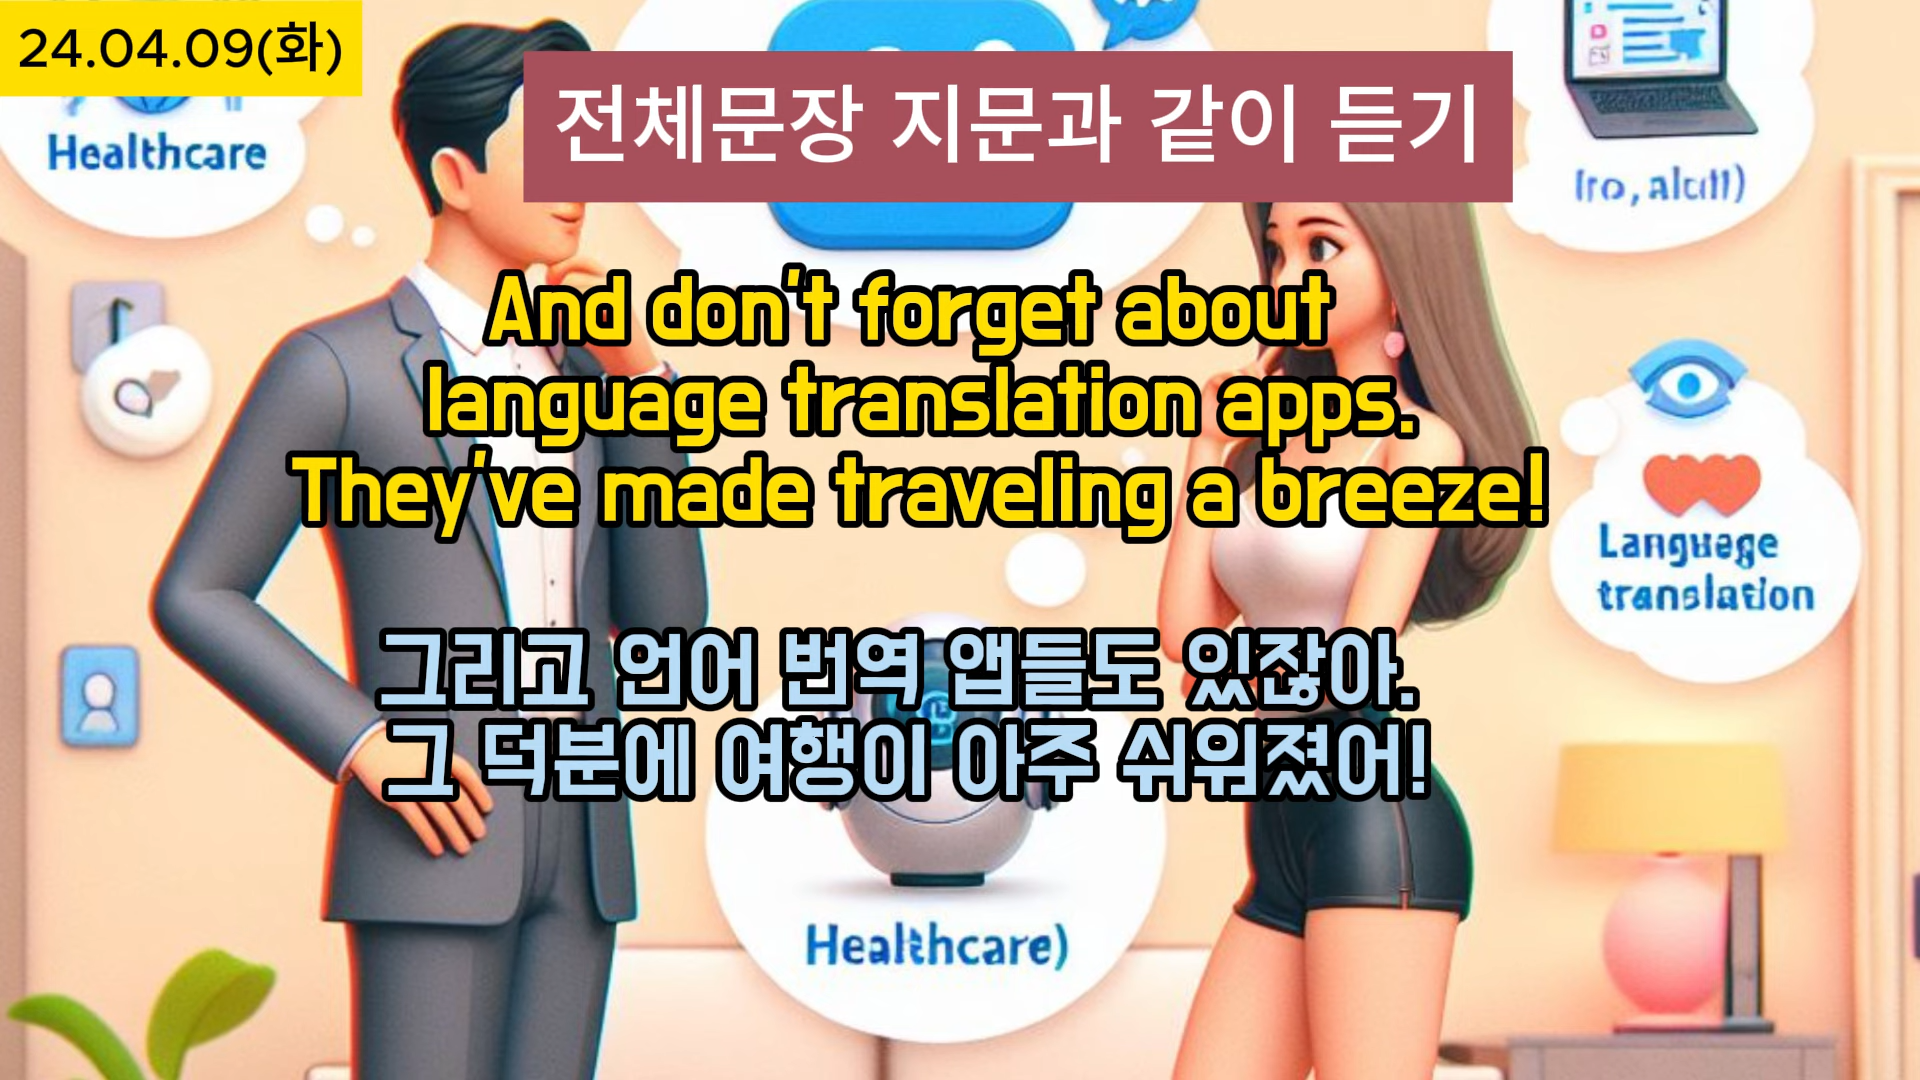 24.04.09(화)
전체문장 지문과 같이 듣기
Healthcare
And don't forget about
language translation apps.
They've made traveling a breeze!
Language
translation
그리고 언어 번역 앱들도 있잖아.
그 덕분에 여행이 아주 쉬워졌어!
Healthcare)